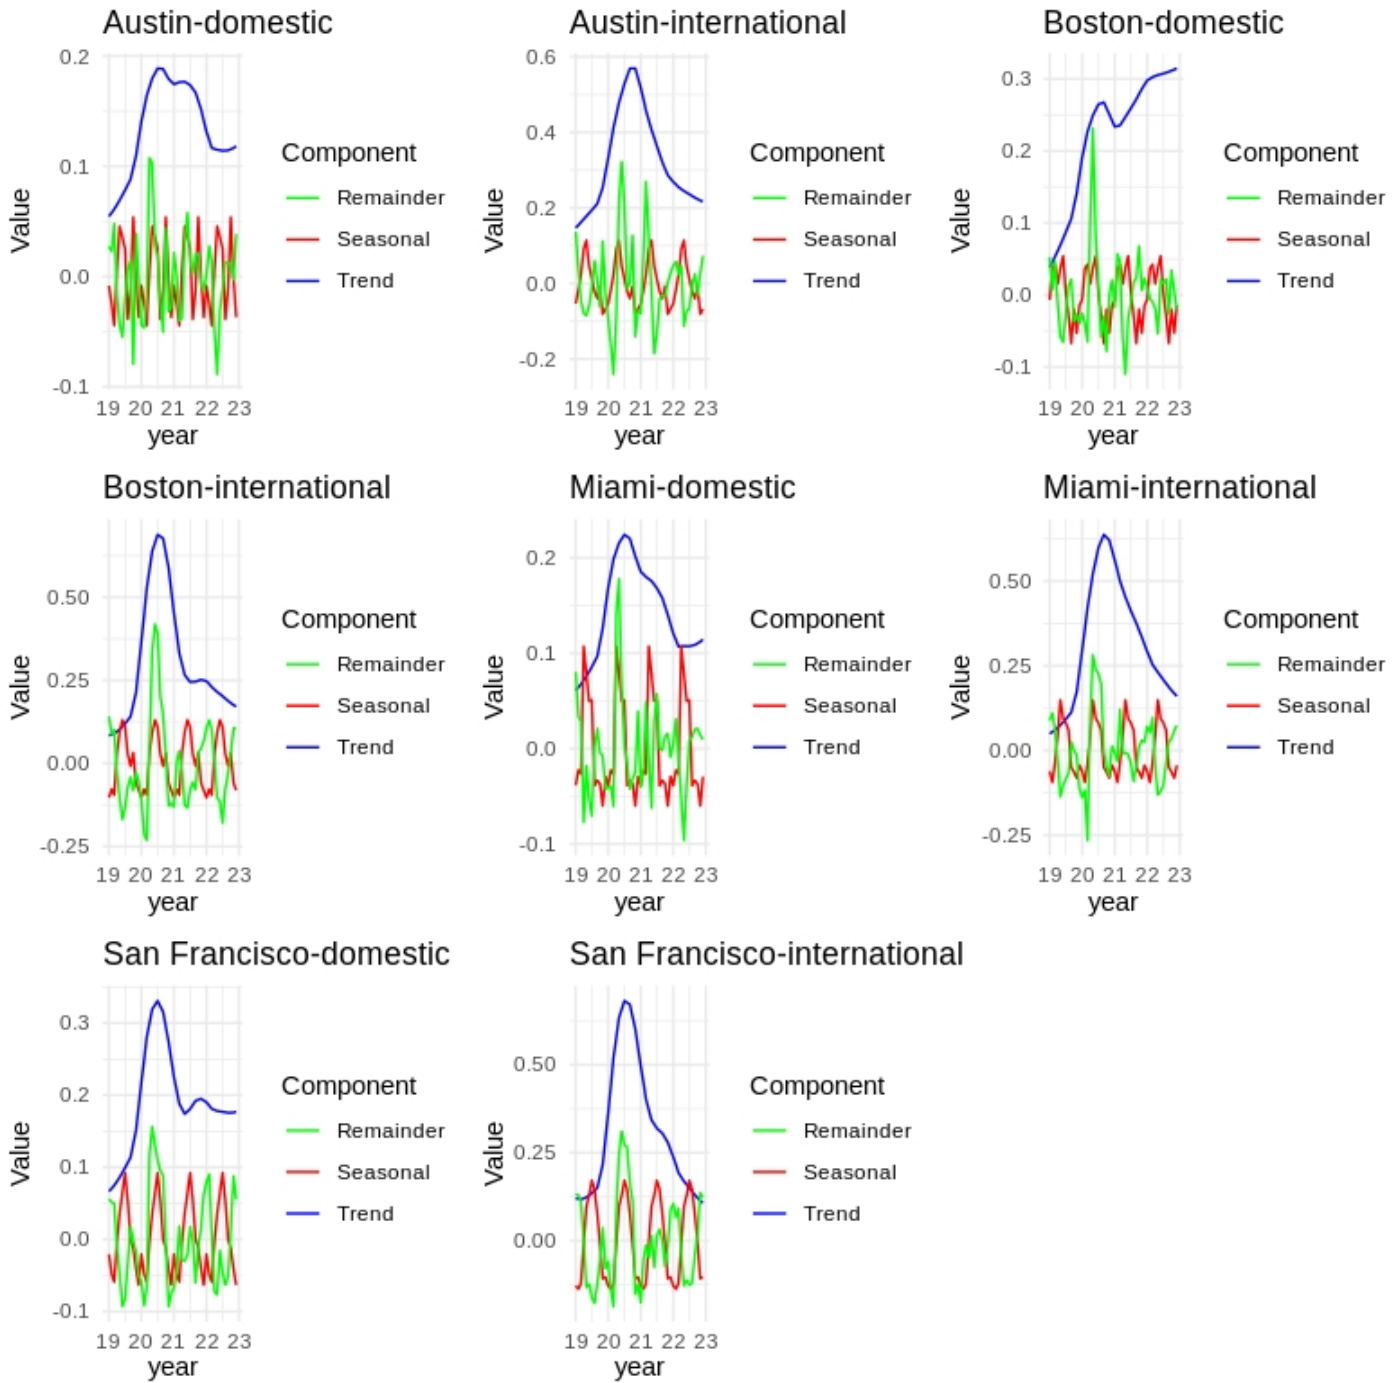 Austin-domestic
Value
0.2
0.1
0.0
-0.1
19 20 21 22 23
year
Component
Remainder
Seasonal
Trend
Austin-international
Value
0.6
0.4
0.2
0.0
-0.2
19 20 21 22 23
year
Component
Remainder
Seasonal
Trend
Boston-domestic
Value
0.3
0.2
0.1
0.0
-0.1
19 20 21 22 23
year
Component
Remainder
Seasonal
Trend
Boston-international
Value
0.50
0.25
0.00
-0.25
19 20 21 22 23
year
Component
Remainder
Seasonal
Trend
Miami-domestic
Value
0.2
0.1
0.0
-0.1
19 20 21 22 23
year
Component
Remainder
Seasonal
Trend
Miami-international
Value
0.50
0.25
0.00
-0.25
19 20 21 22 23
year
Component
Remainder
Seasonal
Trend
San Francisco-domestic
Value
0.3
0.2
0.1
0.0
-0.1
19 20 21 22 23
year
Component
Remainder
Seasonal
Trend
San Francisco-international
Value
0.50
0.25
0.00
19 20 21 22 23
year
Component
Remainder
Seasonal
Trend